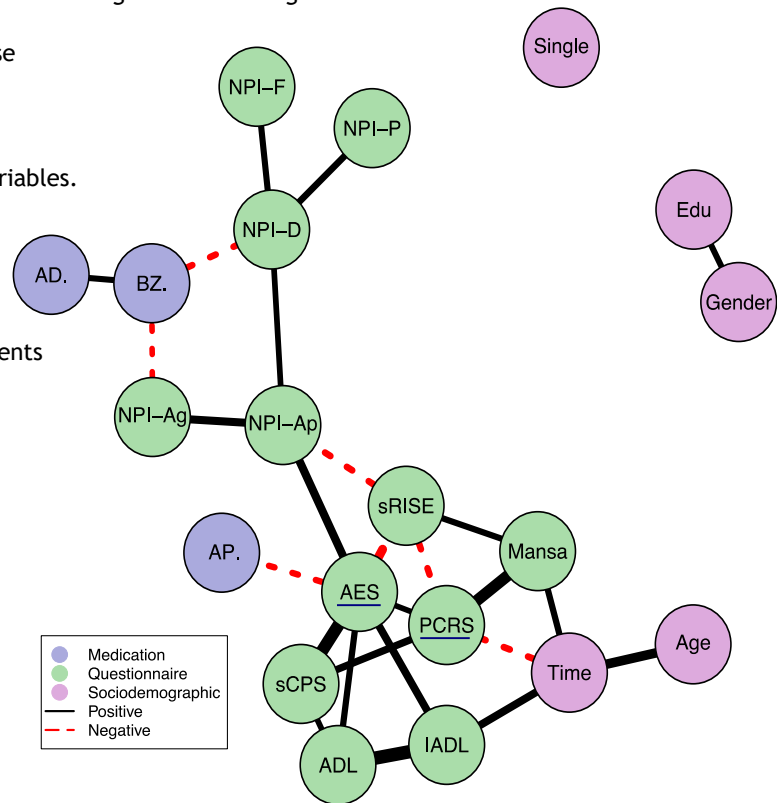 Single
se
NPI–F
NPI–P
riables.
Edu
NPI–D
AD.
BZ.
Gender
ents
NPI–Ag
NPI–Ap
sRISE
Mansa
AP.
AES
PCRS
Age
Time
sCPS
IADL
ADL
Medication
Questionnaire
Sociodemographic
Positive
Negative